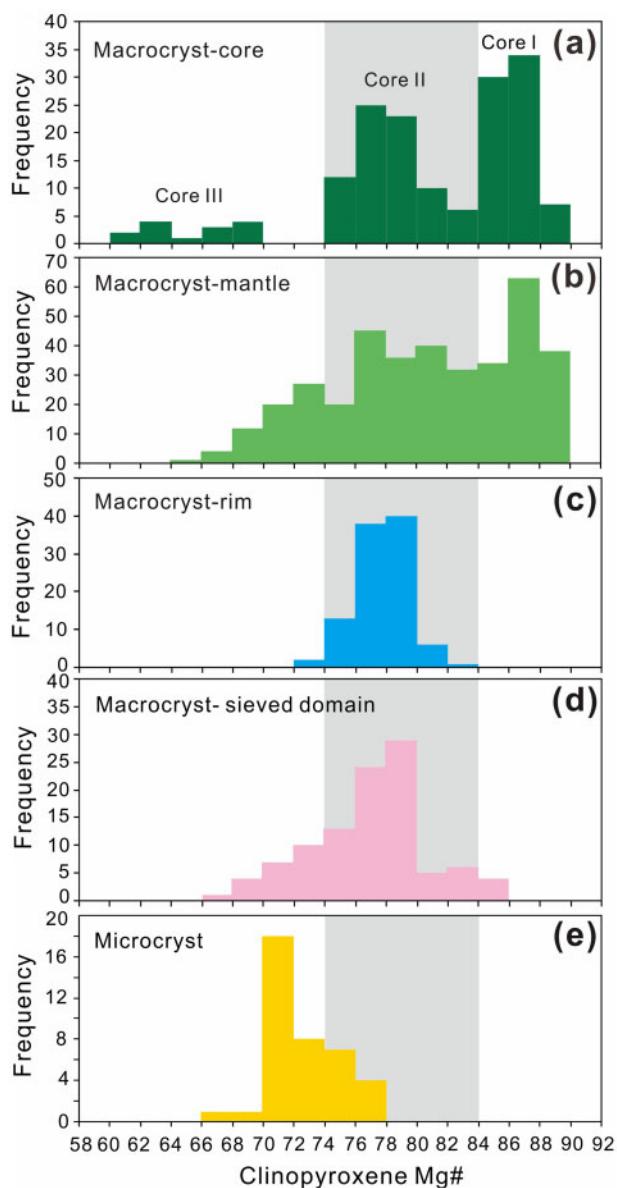 Macrocryst-core
Core I
(a)
Core II
Core III
Frequency
40
35
30
25
20
15
10
5
0
Macrocryst-mantle
(b)
Frequency
70
60
50
40
30
20
10
0
Macrocryst-rim
(c)
Frequency
50
40
30
20
10
0
Macrocryst- sieved domain
(d)
Frequency
40
35
30
25
20
15
10
5
0
Microcryst
(e)
Frequency
20
16
12
8
4
0
58 60 62 64 66 68 70 72 74 76 78 80 84 84 86 88 90 92
Clinopyroxene Mg#